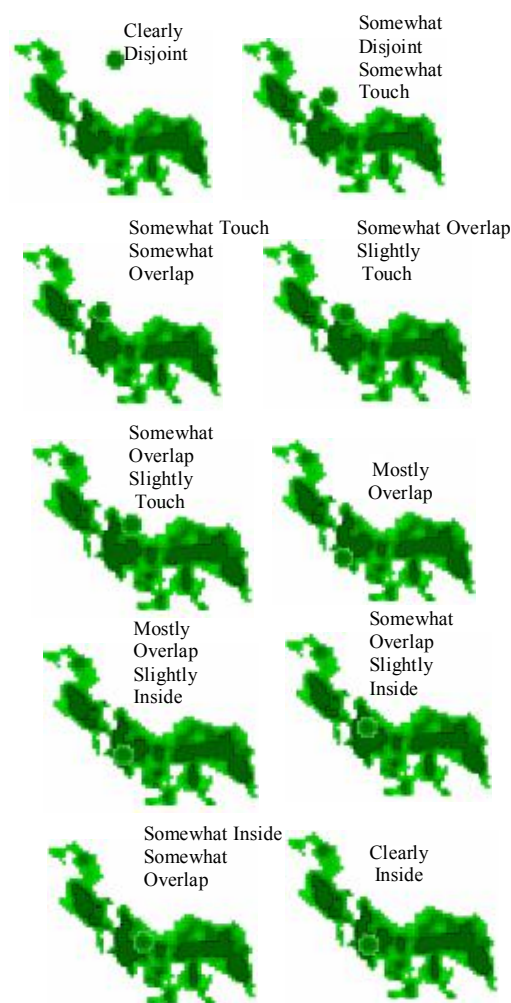 Clearly
Disjoint
Somewhat
Disjoint
Somewhat
Touch
Somewhat Touch
Somewhat
Overlap
Somewhat Overlap
Slightly
Touch
Somewhat
Overlap
Slightly
Touch
Mostly
Overlap
Mostly
Overlap
Slightly
Inside
Somewhat
Overlap
Slightly
Inside
Somewhat Inside
Somewhat
Overlap
Clearly
Inside